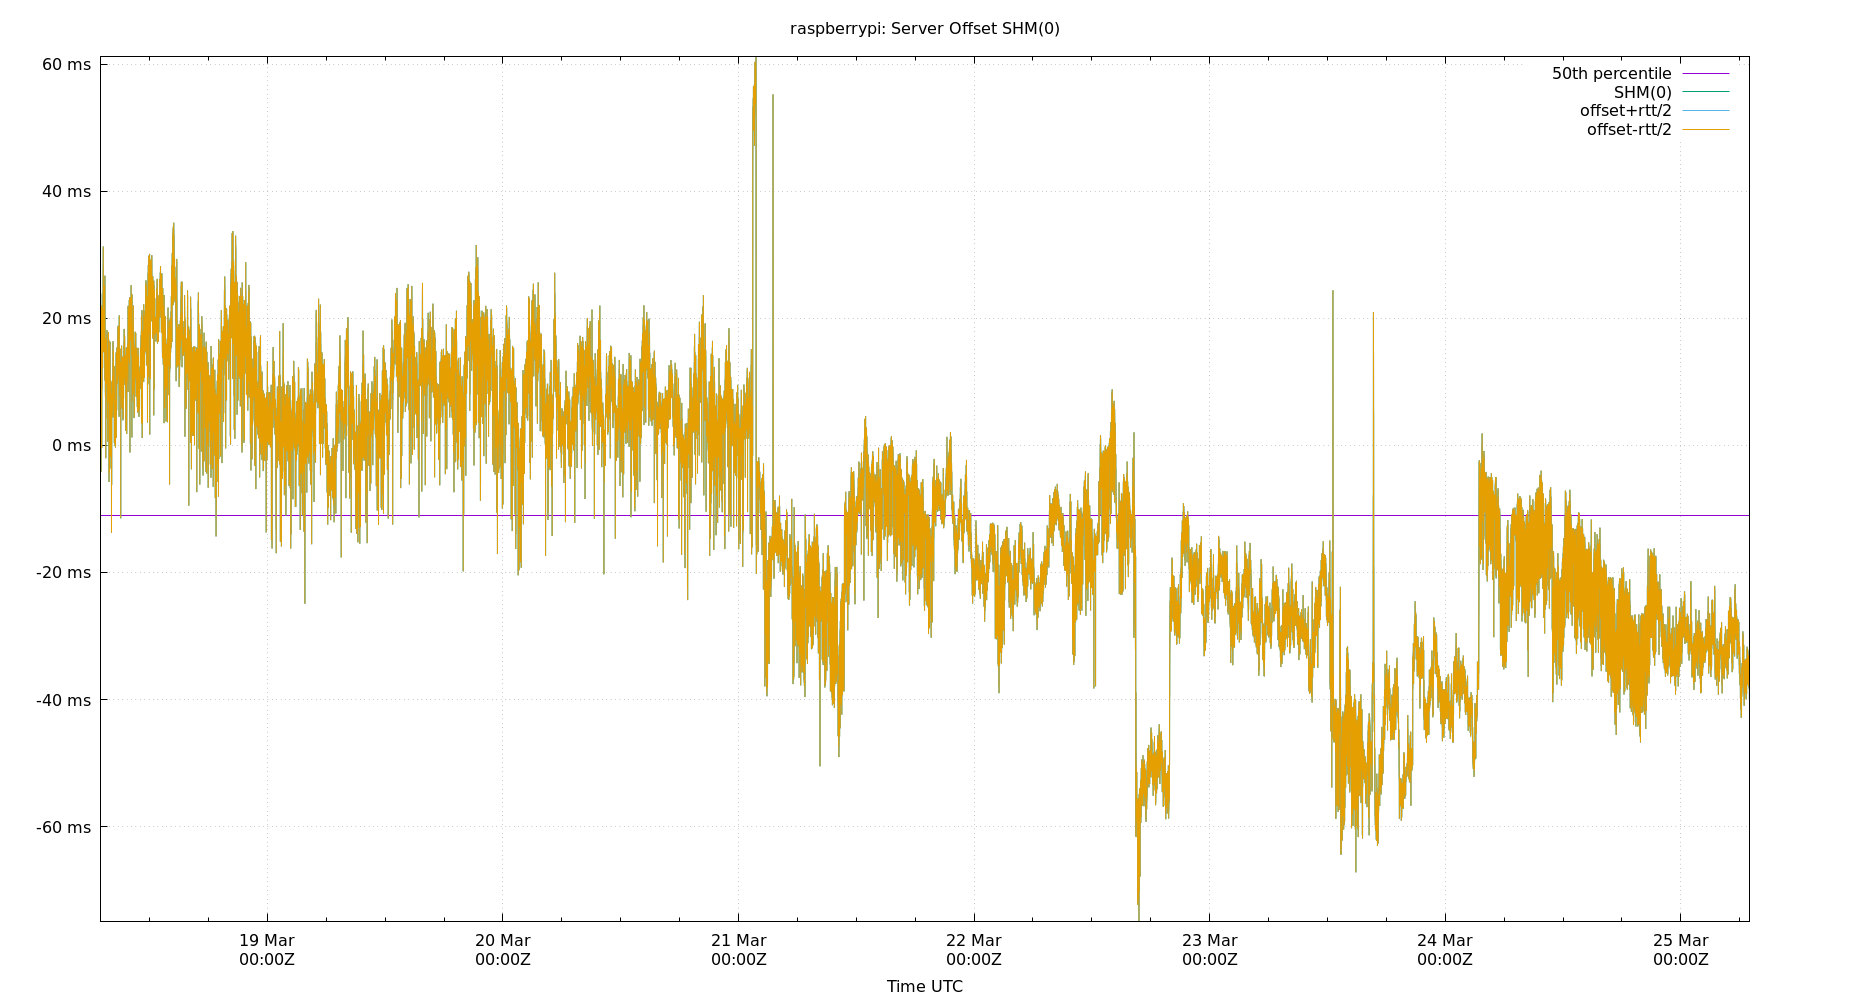 raspberrypi: Server Offset SHM(0)
50th percentile
SHM(0)
offset+rtt/2
offset-rtt/2
60 ms
40 ms
20 ms
0 ms
-20 ms
-40 ms
-60 ms
19 Mar 20 Mar 21 Mar 22 Mar 23 Mar 24 Mar 25 Mar
00:00Z 00:00Z 00:00Z 00:00Z 00:00Z 00:00Z 00:00Z
Time UTC